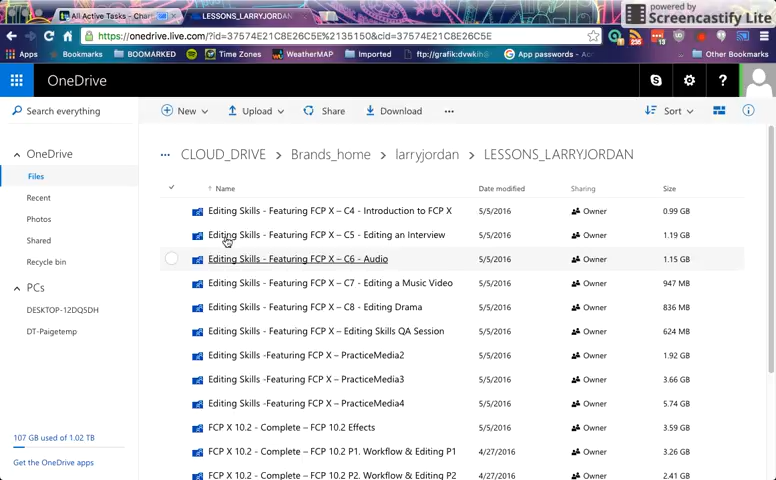 All Active Tasks - Char
LESSONS_LARRYJORDAN
powered by
Screencastify Lite
https://onedrive.live.com/?id=37574E21C8E26C5E%2135150&cid=37574E21C8E26C5E
Apps
Bookmarks
BOOMARKED
Time Zones
WeatherMAP
Imported
App passwords - Ao
Other Bookmarks
OneDrive
?
Search everything
New
Upload
Share
Download
Sort
OneDrive
Files
Recent
Photos
Shared
Recycle bin
PCs
DESKTOP-12DQ5DH
DT-Paigetemp
107 GB used of 1.02 TB
Get the OneDrive apps
CLOUD_DRIVE > Brands_home > larryjordan > LESSONS_LARRYJORDAN
Name Date modified Sharing Size
Editing Skills - Featuring FCP X – C4 - Introduction to FCP X 5/5/2016 Owner 0.99 GB
Editing Skills - Featuring FCP X – C5 - Editing an Interview 5/5/2016 Owner 1.19 GB
Editing Skills - Featuring FCP X – C6 - Audio 5/5/2016 Owner 1.15 GB
Editing Skills - Featuring FCP X – C7 - Editing a Music Video 5/5/2016 Owner 947 MB
Editing Skills - Featuring FCP X – C8 - Editing Drama 5/5/2016 Owner 836 MB
Editing Skills - Featuring FCP X – Editing Skills QA Session 5/5/2016 Owner 624 MB
Editing Skills -Featuring FCP X – PracticeMedia2 5/5/2016 Owner 1.92 GB
Editing Skills -Featuring FCP X – PracticeMedia3 5/5/2016 Owner 3.66 GB
Editing Skills -Featuring FCP X – PracticeMedia4 5/5/2016 Owner 5.74 GB
FCP X 10.2 - Complete – FCP 10.2 Effects 5/5/2016 Owner 3.59 GB
FCP X 10.2 - Complete – FCP 10.2 P1. Workflow & Editing P1 4/27/2016 Owner 3.26 GB
FCP X 10.2 - Complete – FCP 10.2 P2. Workflow & Editing P2 4/27/2016 Owner 2.41 GB